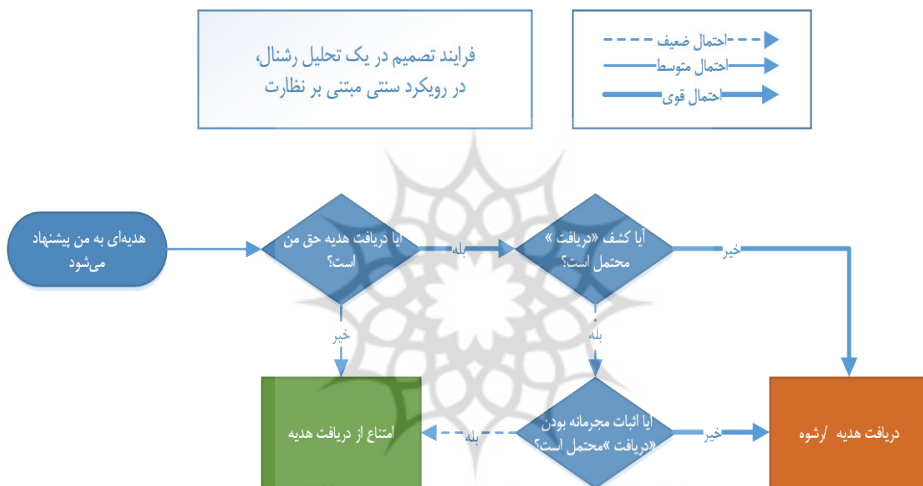 فرایند تصمیم در یک تحلیل رشنال،
در رویکرد سنتی مبتنی بر نظارت
احتمال ضعیف
احتمال متوسط
احتمال قوی
هدیه‌ای به من پیشنهاد
می‌شود
آیا دریافت هدیه حق من
است؟
بله
آیا کشف «دریافت »
محتمل است؟
خیر
خیر
بله
امتناع از دریافت هدیه
بله
آیا اثبات مجرمانه بودن
«دریافت »محتمل است؟
خیر
دریافت هدیه /رشوه